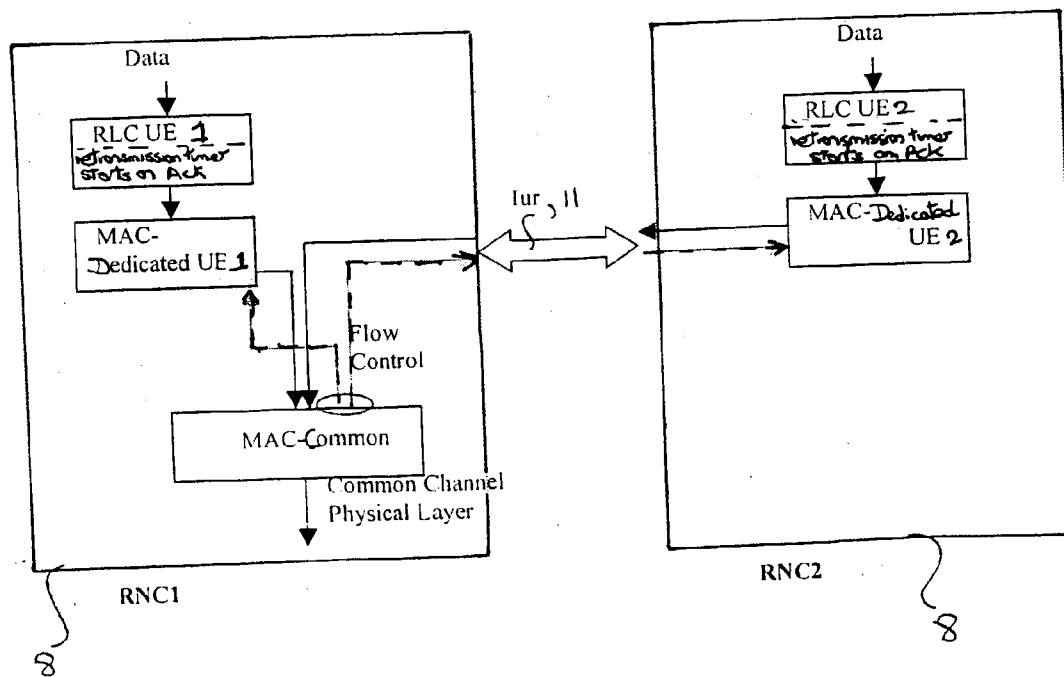 Data
RLC UE 1
retransmission timer
starts on Ack
MAC-
Dedicated UE 1
Flow
Control
MAC-Common
Common Channel
Physical Layer
RNC1
8
Iur, 11
Data
RLC UE 2
retransmission timer
starts on Ack
MAC-Dedicated
UE 2
RNC2
8